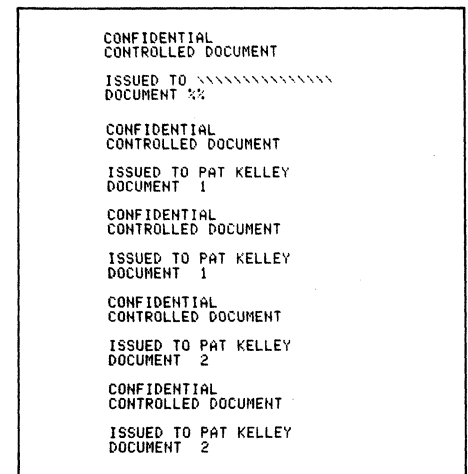 CONFIDENTIAL
CONTROLLED DOCUMENT
ISSUED TO \\\\\\\\\\\\\\\
DOCUMENT %%
CONFIDENTIAL
CONTROLLED DOCUMENT
ISSUED TO PAT KELLEY
DOCUMENT  1
CONFIDENTIAL
CONTROLLED DOCUMENT
ISSUED TO PAT KELLEY
DOCUMENT  1
CONFIDENTIAL
CONTROLLED DOCUMENT
ISSUED TO PAT KELLEY
DOCUMENT  2
CONFIDENTIAL
CONTROLLED DOCUMENT
ISSUED TO PAT KELLEY
DOCUMENT  2